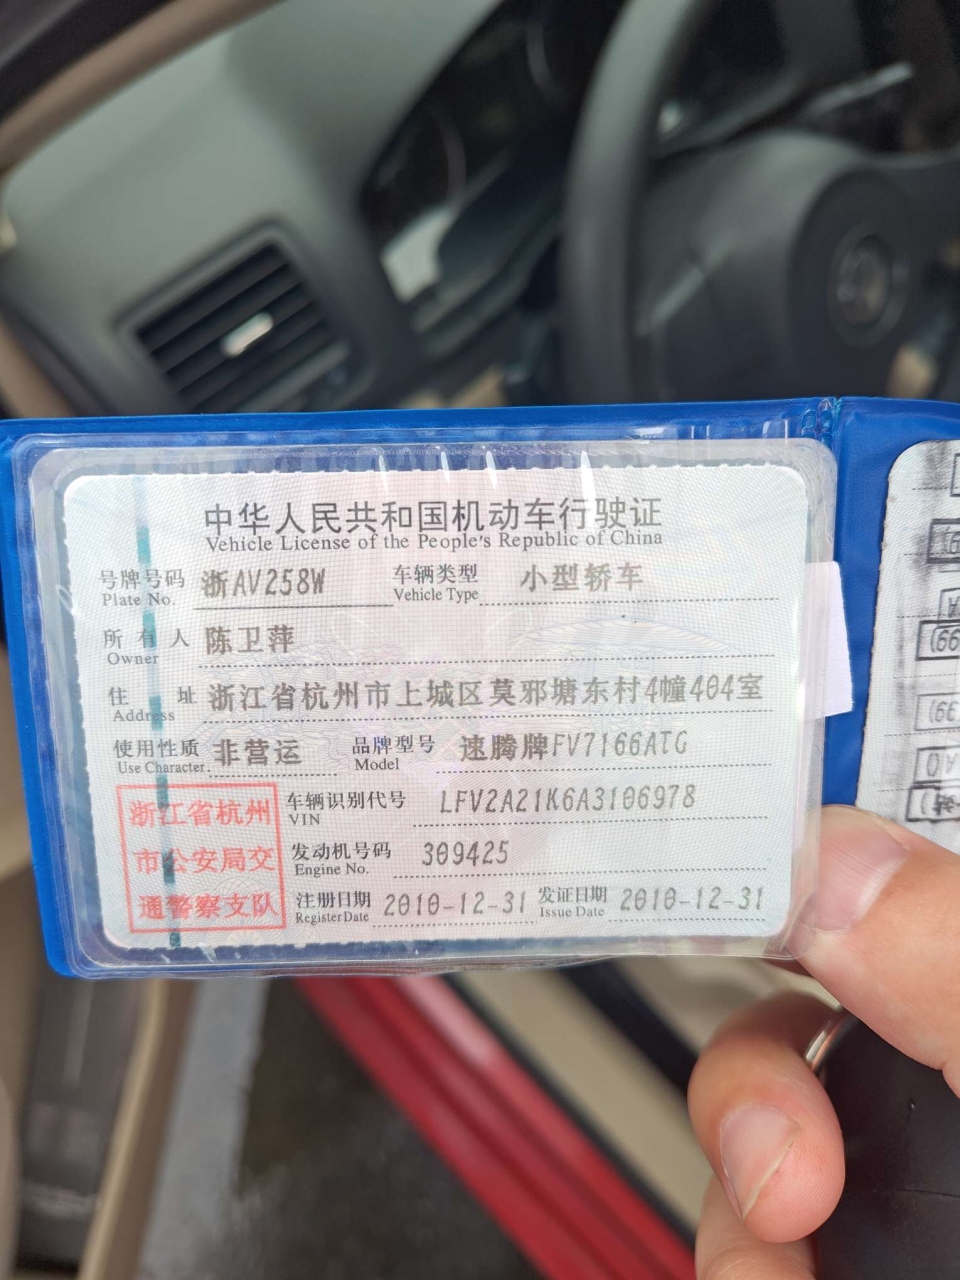 中华人民共和国机动车行驶证
Vehicle License of the People's Republic of China
号牌号码 浙AV258W 车辆类型 小型轿车
Plate No. Vehicle Type
所有人 陈卫萍
Owner
住址 浙江省杭州市上城区莫邪塘东村4幢404室
Address
使用性质 非营运 品牌型号 速腾牌FV7166ATG
Use Character Model
浙江省杭州
市公安局交
通警察支队
车辆识别代号 LFV2A21K6A3106978
VIN
发动机号码 309425
Engine No.
注册日期 2010-12-31 发证日期 2010-12-31
Register Date Issue Date